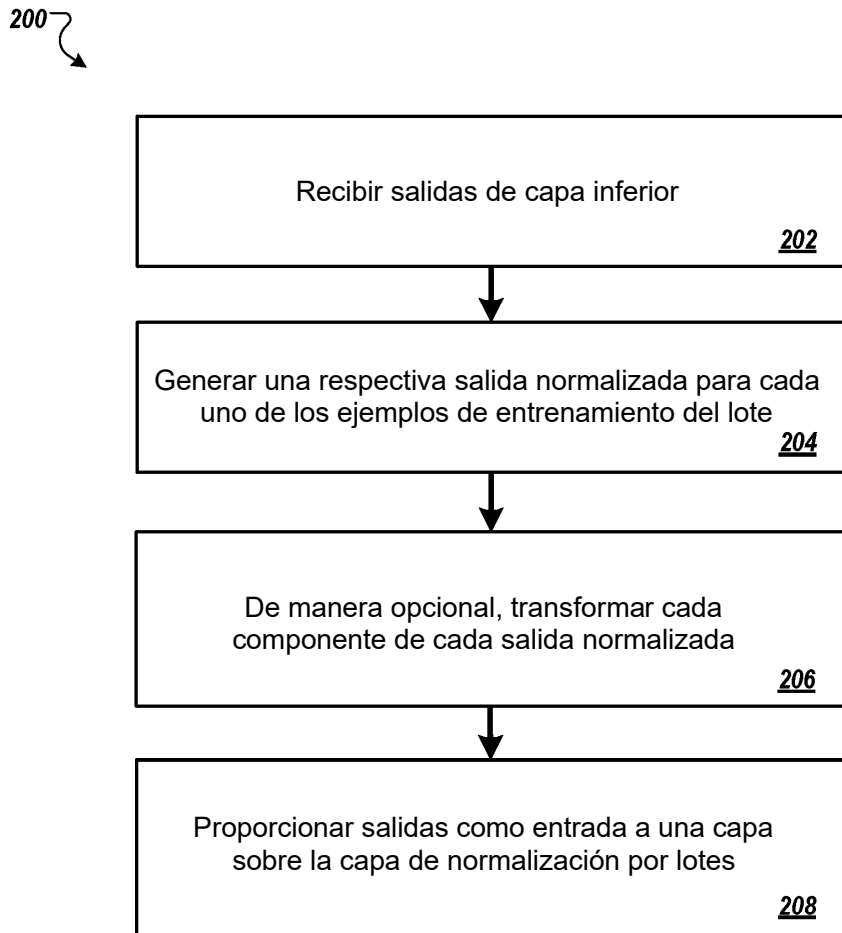 200
Recibir salidas de capa inferior
202
Generar una respectiva salida normalizada para cada
uno de los ejemplos de entrenamiento del lote
204
De manera opcional, transformar cada
componente de cada salida normalizada
206
Proporcionar salidas como entrada a una capa
sobre la capa de normalización por lotes
208